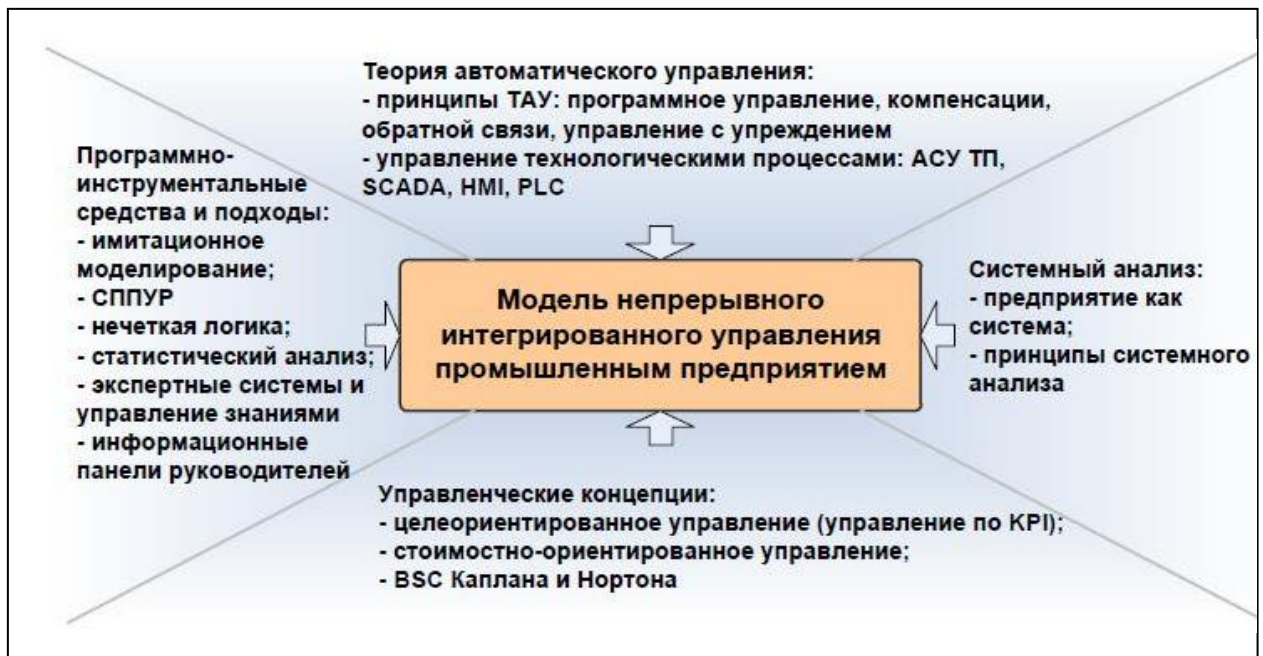 Теория автоматического управления:
- принципы ТАУ: программное управление, компенсации,
обратной связи, управление с упреждением
- управление технологическими процессами: АСУ ТП,
SCADA, HMI, PLC
Программно-
инструментальные
средства и подходы:
- имитационное
моделирование;
- СППУР
- нечеткая логика;
- статистический анализ;
- экспертные системы и
управление знаниями
- информационные
панели руководителей
Модель непрерывного
интегрированного управления
промышленным предприятием
Системный анализ:
- предприятие как
система;
- принципы системного
анализа
Управленческие концепции:
- целеориентированное управление (управление по KPI);
- стоимостно-ориентированное управление;
- BSC Каплана и Нортона